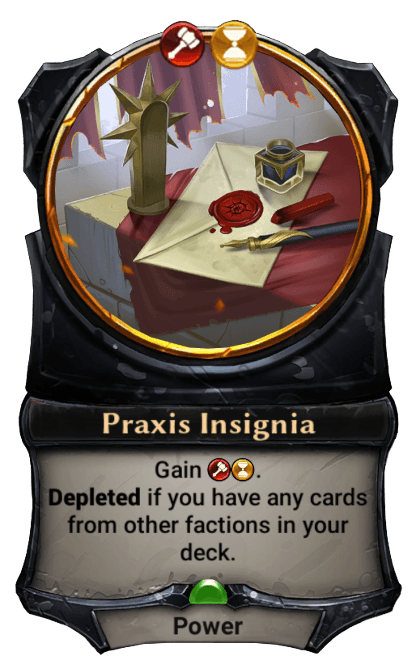 Praxis Insignia
Gain .
Depleted if you have any cards
from other factions in your
deck.
Power